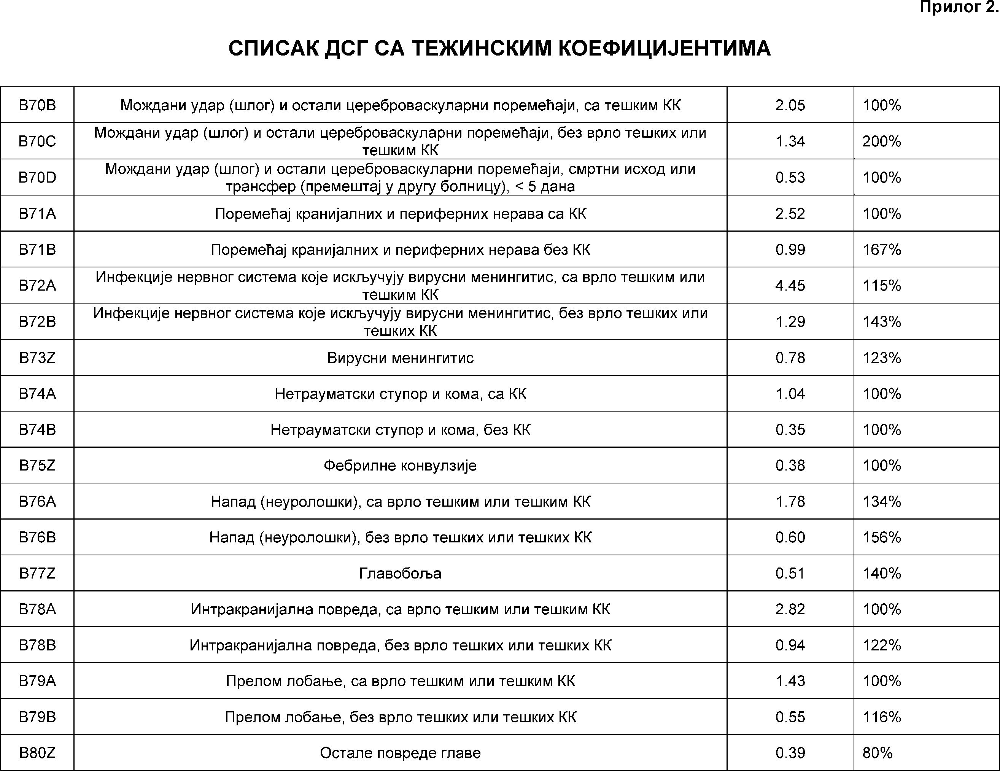 Прилог 2.
СПИСАК ДСГ СА ТЕЖИНСКИМ КОЕФИЦИЈЕНТИМА
B70B Мождани удар (шлог) и остали цереброваскуларни поремећаји, са тешким КК 2.05 100%
B70C Мождани удар (шлог) и остали цереброваскуларни поремећаји, без врло тешких или
тешким КК 1.34 200%
B70D Мождани удар (шлог) и остали цереброваскуларни поремећаји, смртни исход или
трансфер (премештај у другу болницу), < 5 дана 0.53 100%
B71A Поремећај кранијалних и периферних нерава са КК 2.52 100%
B71B Поремећај кранијалних и периферних нерава без КК 0.99 167%
B72A Инфекције нервног система које искључују вирусни менингитис, са врло тешким или
тешким КК 4.45 115%
B72B Инфекције нервног система које искључују вирусни менингитис, без врло тешких или
тешких КК 1.29 143%
B73Z Вирусни менингитис 0.78 123%
B74A Нетрауматски ступор и кома, са КК 1.04 100%
B74B Нетрауматски ступор и кома, без КК 0.35 100%
B75Z Фебрилне конвулзије 0.38 100%
B76A Напад (неуролошки), са врло тешким или тешким КК 1.78 134%
B76B Напад (неуролошки), без врло тешких или тешких КК 0.60 156%
B77Z Главобоља 0.51 140%
B78A Интракранијална повреда, са врло тешким или тешким КК 2.82 100%
B78B Интракранијална повреда, без врло тешких или тешких КК 0.94 122%
B79A Прелом лобање, са врло тешким или тешким КК 1.43 100%
B79B Прелом лобање, без врло тешких или тешких КК 0.55 116%
B80Z Остале повреде главе 0.39 80%